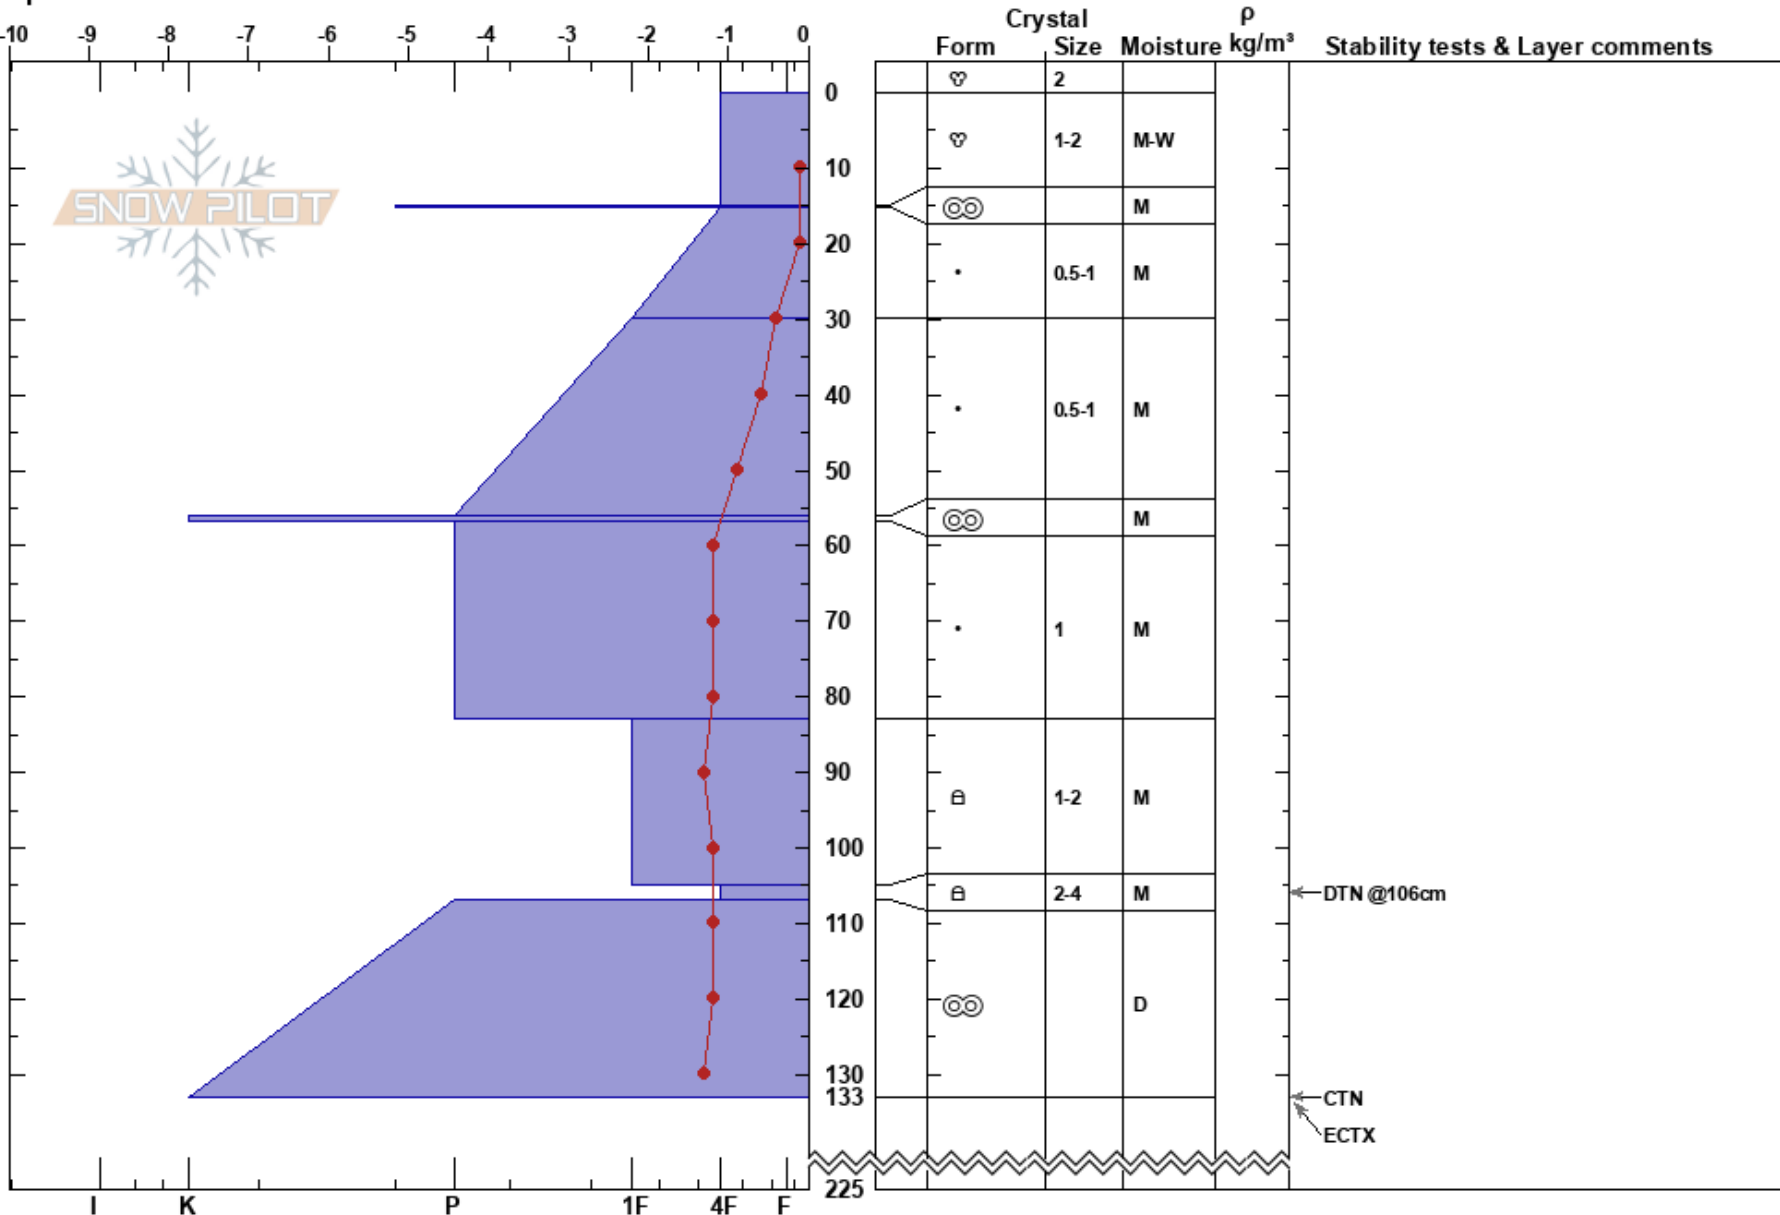 Crystal ρ
-10 -9 -8 -7 -6 -5 -4 -3 -2 -1 0 Form Size Moisture kg/m³ Stability tests & Layer comments
2
0
SNOW PILOT 1-2 M-W
10
M
20
0.5-1 M
30
40 0.5-1 M
50
M
60
70 1 M
80
90
1-2 M
100
2-4 M DTN @106cm
110
120 D
130
133 CTN
ECTX
225
I K P 1F 4F F